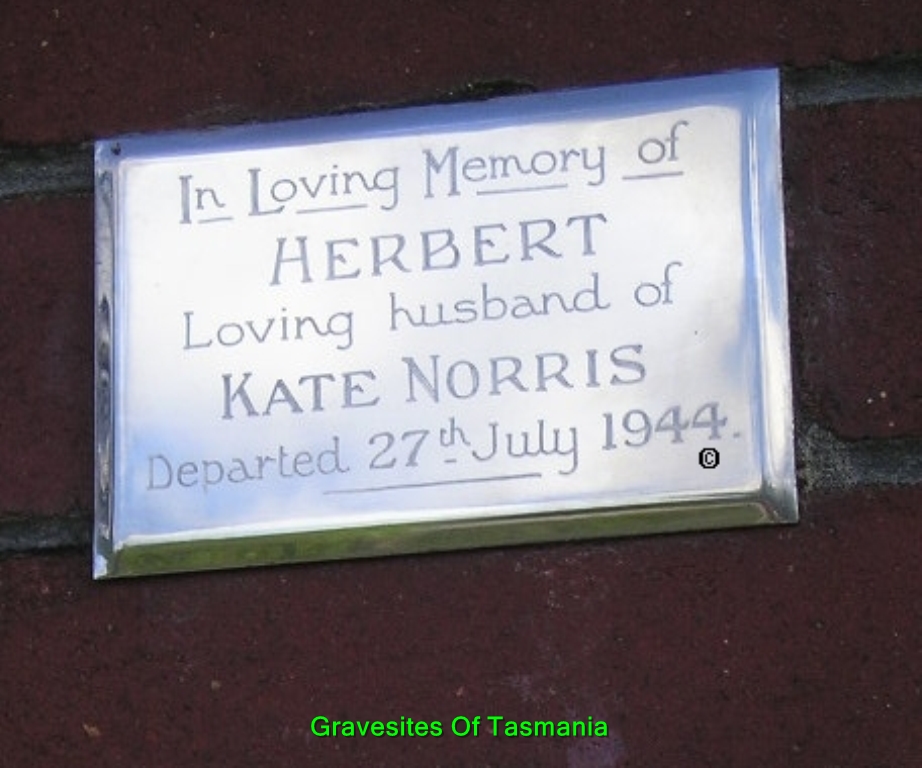 In Loving Memory of
HERBERT
Loving husband of
KATE NORRIS
Departed 27th July 1944.
©
Gravesites Of Tasmania